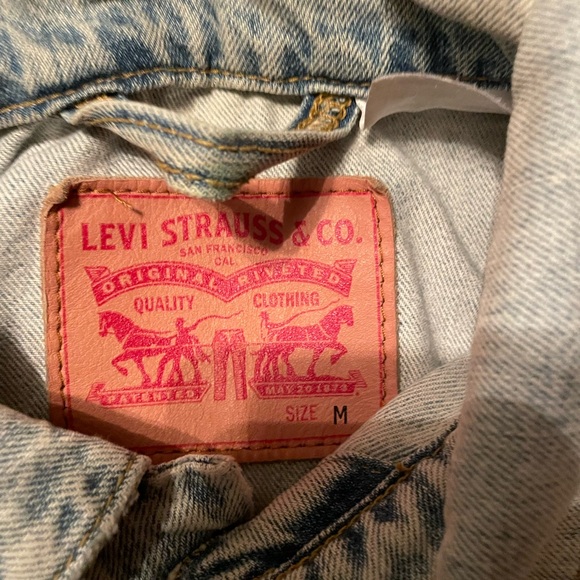 LEVI STRAUSS & CO.
SAN FRANCISCO
CAL
ORIGINAL RIVETED
QUALITY CLOTHING
PATENTED MAY 20 1873
SIZE M